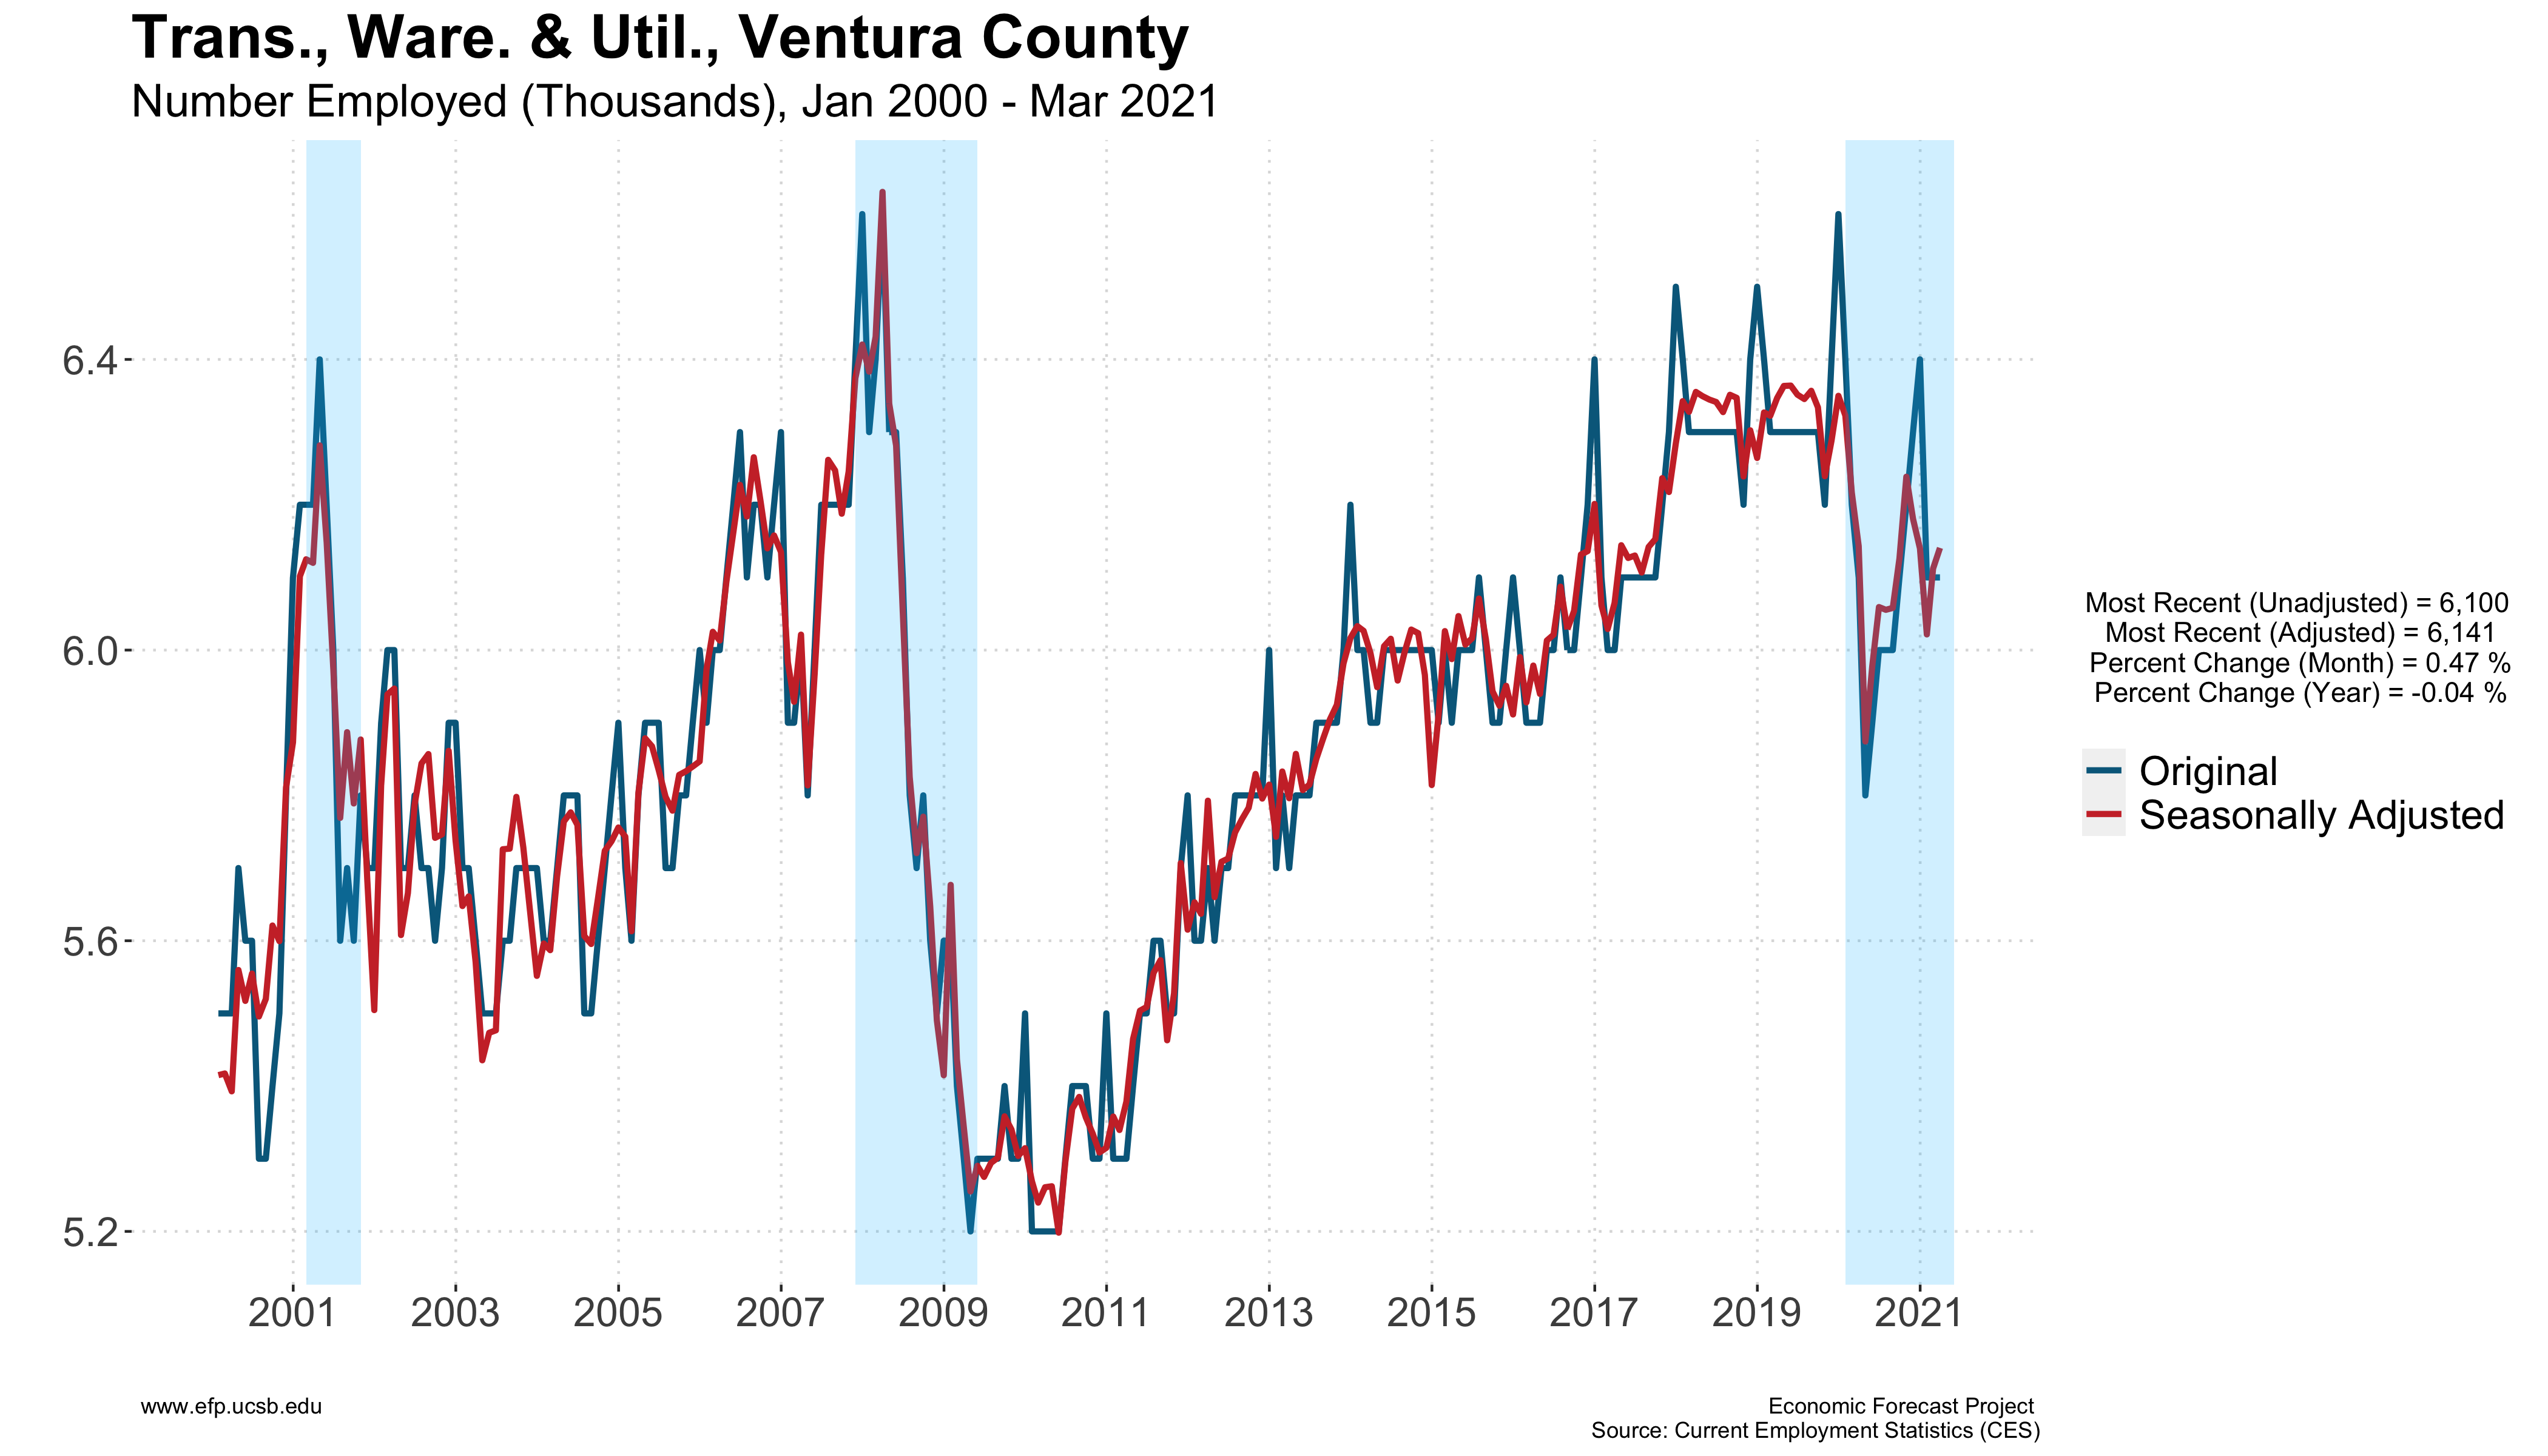 Trans., Ware. & Util., Ventura County
Number Employed (Thousands), Jan 2000 - Mar 2021
6.4
6.0
5.6
5.2
2001 2003 2005 2007 2009 2011 2013 2015 2017 2019 2021
Most Recent (Unadjusted) = 6,100
Most Recent (Adjusted) = 6,141
Percent Change (Month) = 0.47 %
Percent Change (Year) = -0.04 %
Original
Seasonally Adjusted
www.efp.ucsb.edu
Economic Forecast Project
Source: Current Employment Statistics (CES)